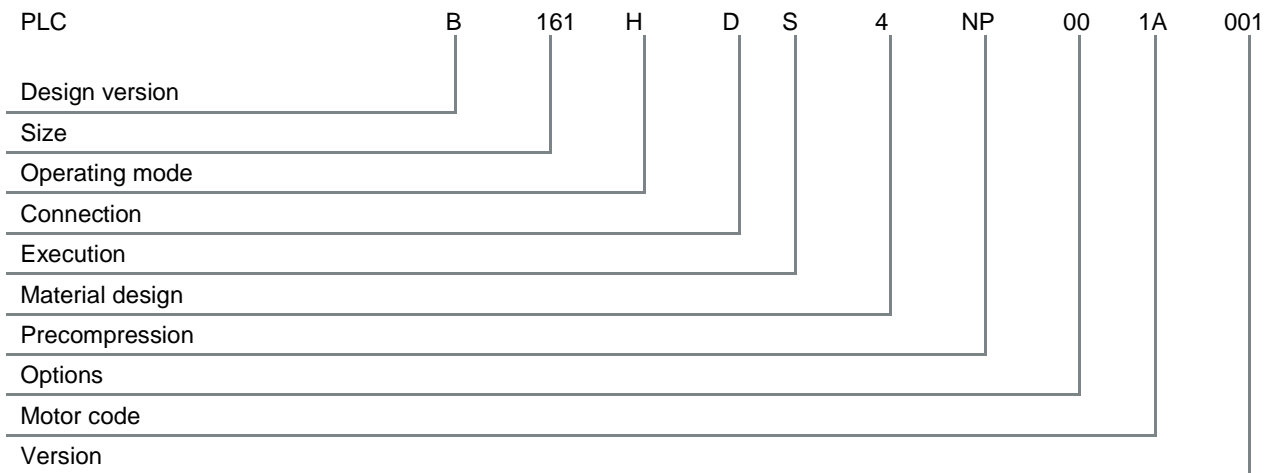 PLC B 161 H D S 4 NP 00 1A 001
Design version
Size
Operating mode
Connection
Execution
Material design
Precompression
Options
Motor code
Version